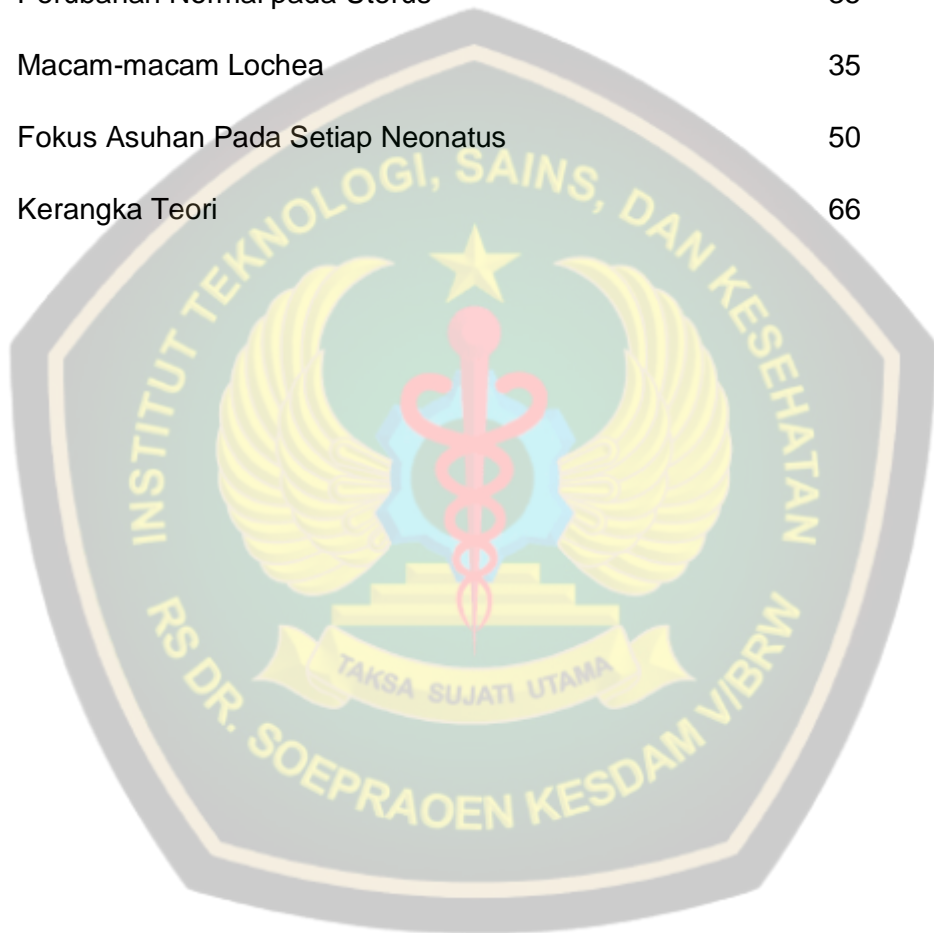 Macam-macam Lochea 35
Fokus Asuhan Pada Setiap Neonatus 50
Kerangka Teori 66
INSTITUT TEKNOLOGI, SAINS, DAN KESEHATAN
TAKSA SUJATI UTAMA
RS DR. SOEPRAOEN KESDAM V/BRW